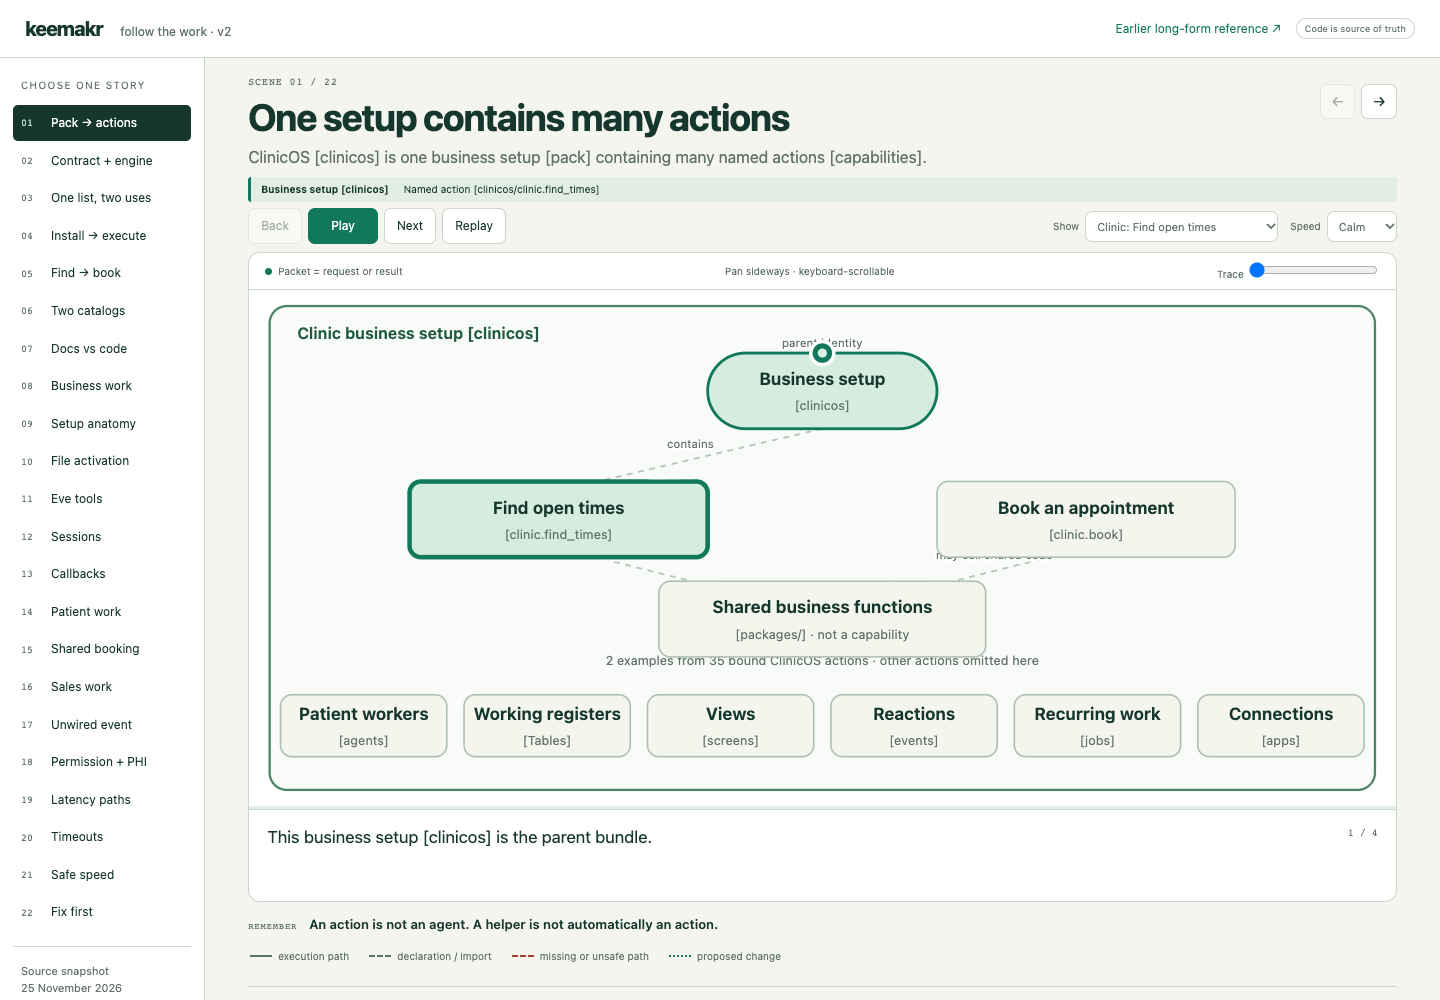 keemakr
follow the work · v2
Earlier long-form reference ↗
Code is source of truth
CHOOSE ONE STORY
01 Pack → actions
02 Contract + engine
03 One list, two uses
04 Install → execute
05 Find → book
06 Two catalogs
07 Docs vs code
08 Business work
09 Setup anatomy
10 File activation
11 Eve tools
12 Sessions
13 Callbacks
14 Patient work
15 Shared booking
16 Sales work
17 Unwired event
18 Permission + PHI
19 Latency paths
20 Timeouts
21 Safe speed
22 Fix first
Source snapshot
25 November 2026
SCENE 01 / 22
One setup contains many actions
← →
ClinicOS [clinicos] is one business setup [pack] containing many named actions [capabilities].
Business setup [clinicos] Named action [clinicos/clinic.find_times]
Back Play Next Replay
Show Clinic: Find open times Speed Calm
Packet = request or result
Pan sideways · keyboard-scrollable
Trace
Clinic business setup [clinicos]
parent identity
Business setup
[clinicos]
contains
Find open times
[clinic.find_times]
Book an appointment
[clinic.book]
may call shared code
Shared business functions
[packages/] · not a capability
2 examples from 35 bound ClinicOS actions · other actions omitted here
Patient workers
[agents]
Working registers
[Tables]
Views
[screens]
Reactions
[events]
Recurring work
[jobs]
Connections
[apps]
This business setup [clinicos] is the parent bundle.
1 / 4
REMEMBER An action is not an agent. A helper is not automatically an action.
execution path declaration / import missing or unsafe path proposed change